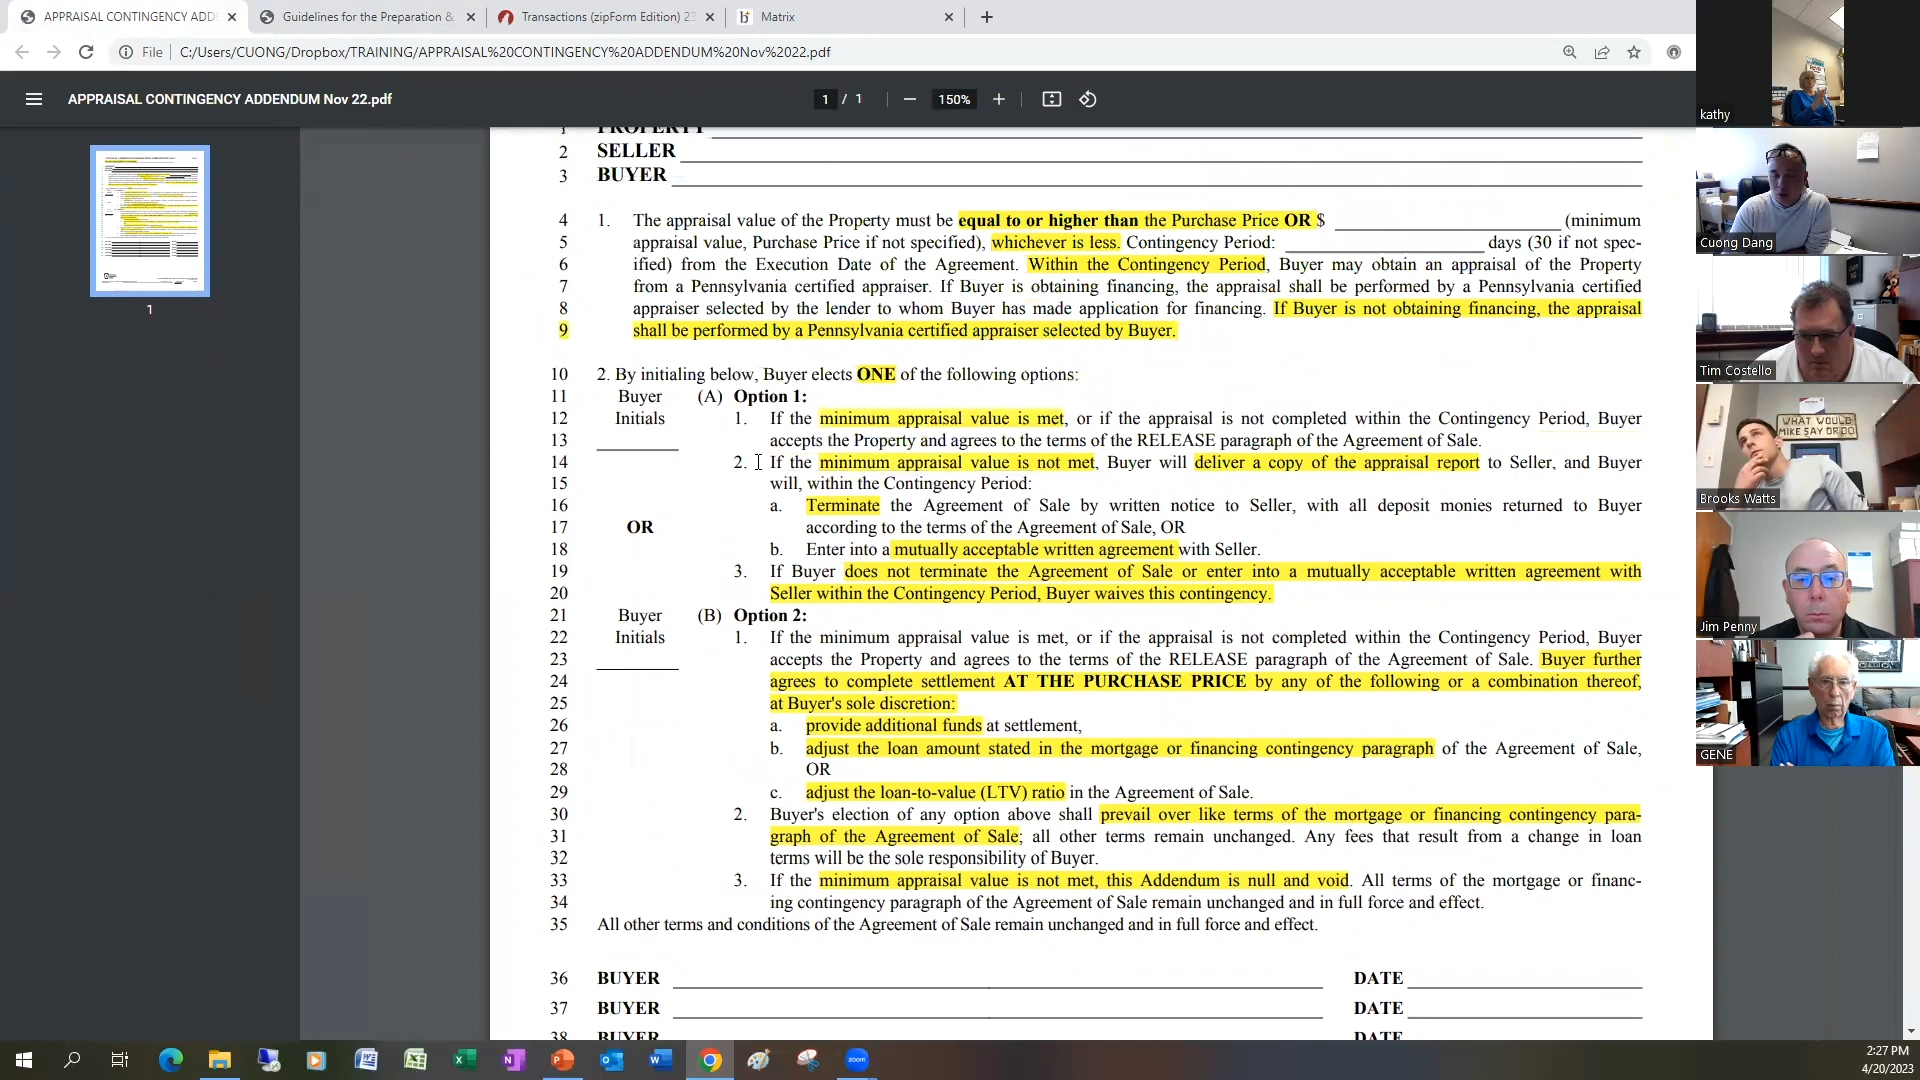 APPRAISAL CONTINGENCY ADDE
Guidelines for the Preparation &
Transactions (zipForm Edition) 23
Matrix
File
C:/Users/CUONG/Dropbox/TRAINING/APPRAISAL%20CONTINGENCY%20ADDENDUM%20Nov%2022.pdf
APPRAISAL CONTINGENCY ADDENDUM Nov 22.pdf
1 / 1
150%
1
1 PROPERTY
2 SELLER
3 BUYER
4 1. The appraisal value of the Property must be equal to or higher than the Purchase Price OR $ (minimum
5 appraisal value, Purchase Price if not specified), whichever is less. Contingency Period: days (30 if not spec-
6 ified) from the Execution Date of the Agreement. Within the Contingency Period, Buyer may obtain an appraisal of the Property
7 from a Pennsylvania certified appraiser. If Buyer is obtaining financing, the appraisal shall be performed by a Pennsylvania certified
8 appraiser selected by the lender to whom Buyer has made application for financing. If Buyer is not obtaining financing, the appraisal
9 shall be performed by a Pennsylvania certified appraiser selected by Buyer.
10 2. By initialing below, Buyer elects ONE of the following options:
11 Buyer (A) Option 1:
12 Initials 1. If the minimum appraisal value is met, or if the appraisal is not completed within the Contingency Period, Buyer
13 accepts the Property and agrees to the terms of the RELEASE paragraph of the Agreement of Sale.
14 2. If the minimum appraisal value is not met, Buyer will deliver a copy of the appraisal report to Seller, and Buyer
15 will, within the Contingency Period:
16 a. Terminate the Agreement of Sale by written notice to Seller, with all deposit monies returned to Buyer
17 OR according to the terms of the Agreement of Sale, OR
18 b. Enter into a mutually acceptable written agreement with Seller.
19 3. If Buyer does not terminate the Agreement of Sale or enter into a mutually acceptable written agreement with
20 Seller within the Contingency Period, Buyer waives this contingency.
21 Buyer (B) Option 2:
22 Initials 1. If the minimum appraisal value is met, or if the appraisal is not completed within the Contingency Period, Buyer
23 accepts the Property and agrees to the terms of the RELEASE paragraph of the Agreement of Sale. Buyer further
24 agrees to complete settlement AT THE PURCHASE PRICE by any of the following or a combination thereof,
25 at Buyer's sole discretion:
26 a. provide additional funds at settlement,
27 b. adjust the loan amount stated in the mortgage or financing contingency paragraph of the Agreement of Sale,
28 OR
29 c. adjust the loan-to-value (LTV) ratio in the Agreement of Sale.
30 2. Buyer's election of any option above shall prevail over like terms of the mortgage or financing contingency para-
31 graph of the Agreement of Sale; all other terms remain unchanged. Any fees that result from a change in loan
32 terms will be the sole responsibility of Buyer.
33 3. If the minimum appraisal value is not met, this Addendum is null and void. All terms of the mortgage or financ-
34 ing contingency paragraph of the Agreement of Sale remain unchanged and in full force and effect.
35 All other terms and conditions of the Agreement of Sale remain unchanged and in full force and effect.
36 BUYER DATE
37 BUYER DATE
38 BUYER DATE
kathy
Cuong Dang
Tim Costello
WHAT WOULD
MIKE SAY OR DO
Brooks Watts
Jim Penny
GENE
zoom
2:27 PM
4/20/2023